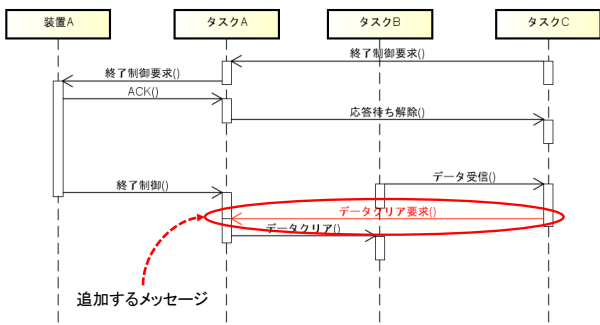 装置A
タスクA
タスクB
タスクC
終了制御要求()
終了制御要求()
ACK()
応答待ち解除()
データ受信()
終了制御()
データクリア要求()
データクリア()
追加するメッセージ